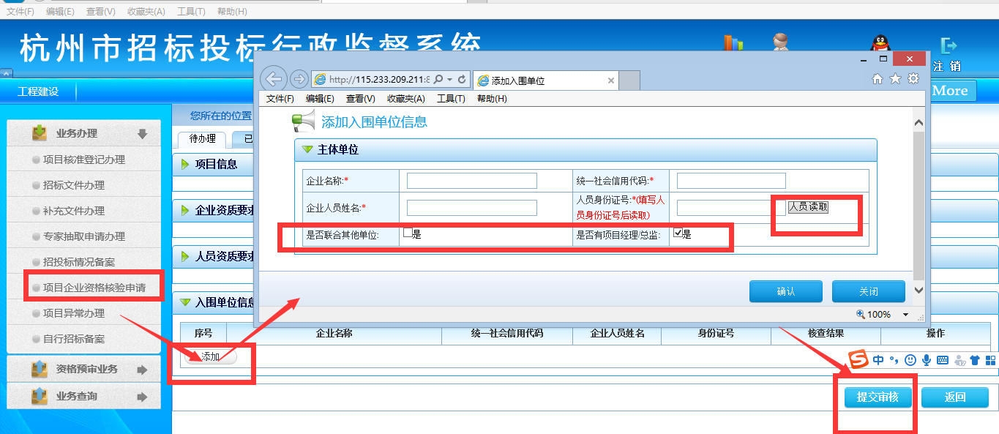 文件(F) 编辑(E) 查看(V) 收藏夹(A) 工具(T) 帮助(H)
杭州市招标投标行政监督系统
注 销
工程建设
More
业务办理
项目核准登记办理
招标文件办理
补充文件办理
专家抽取申请办理
招投标情况备案
项目企业资格核验申请
项目异常办理
自行招标备案
资格预审业务
业务查询
您所在的位置
待办理 已
项目信息
企业资质要求
人员资质要求
入围单位信息
序号 企业名称 统一社会信用代码 企业人员姓名 身份证号 核查结果 操作
添加
提交审核 返回
http://115.233.209.211:8
添加入围单位
文件(F) 编辑(E) 查看(V) 收藏夹(A) 工具(T) 帮助(H)
添加入围单位信息
主体单位
企业名称:* 统一社会信用代码:*
企业人员姓名:* 人员身份证号:*(填写人
员身份证号后读取) 人员读取
是否联合其他单位: 是 是否有项目经理/总监: 是
确认 关闭
100%
中